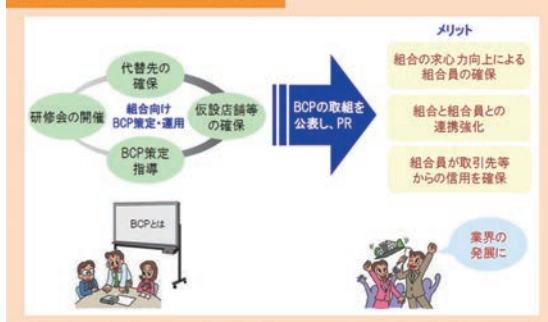 代替先の
確保
研修会の開催
組合向け
BCP策定・運用
仮設店舗等
の確保
BCP策定
指導
BCPの取組を
公表し、PR
メリット
組合の求心力向上による
組合員の確保
組合と組合員との
連携強化
組合員が取引先等
からの信用を確保
BCPとは
業界の
発展に